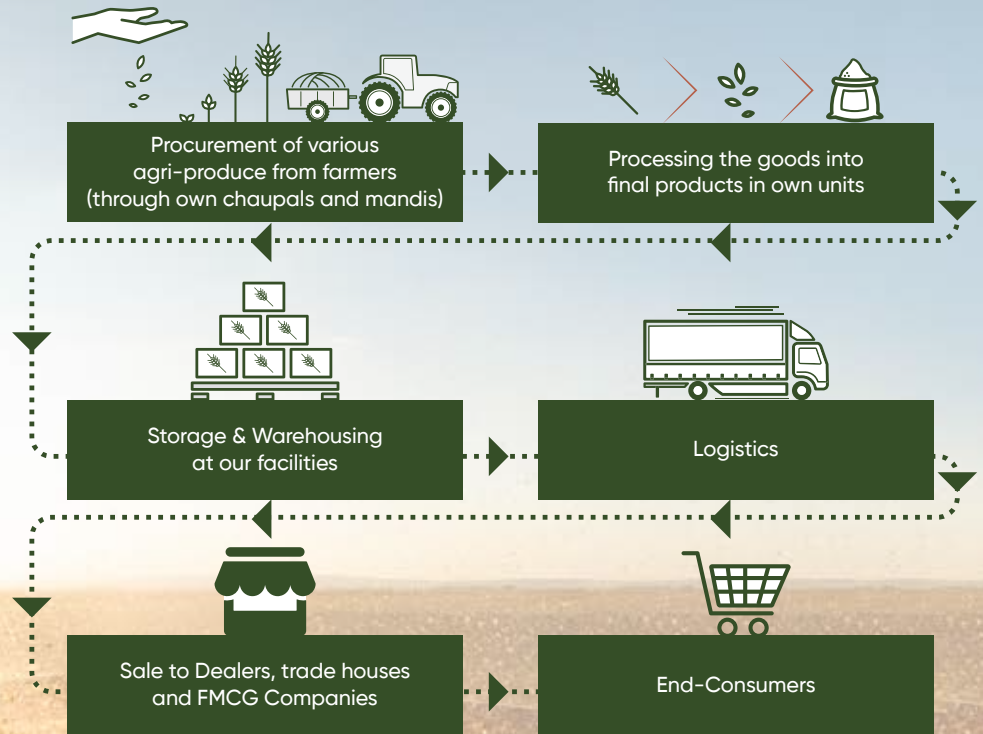 Procurement of various
agri-produce from farmers
(through own chaupals and mandis)
Processing the goods into
final products in own units
Storage & Warehousing
at our facilities
Logistics
Sale to Dealers, trade houses
and FMCG Companies
End-Consumers